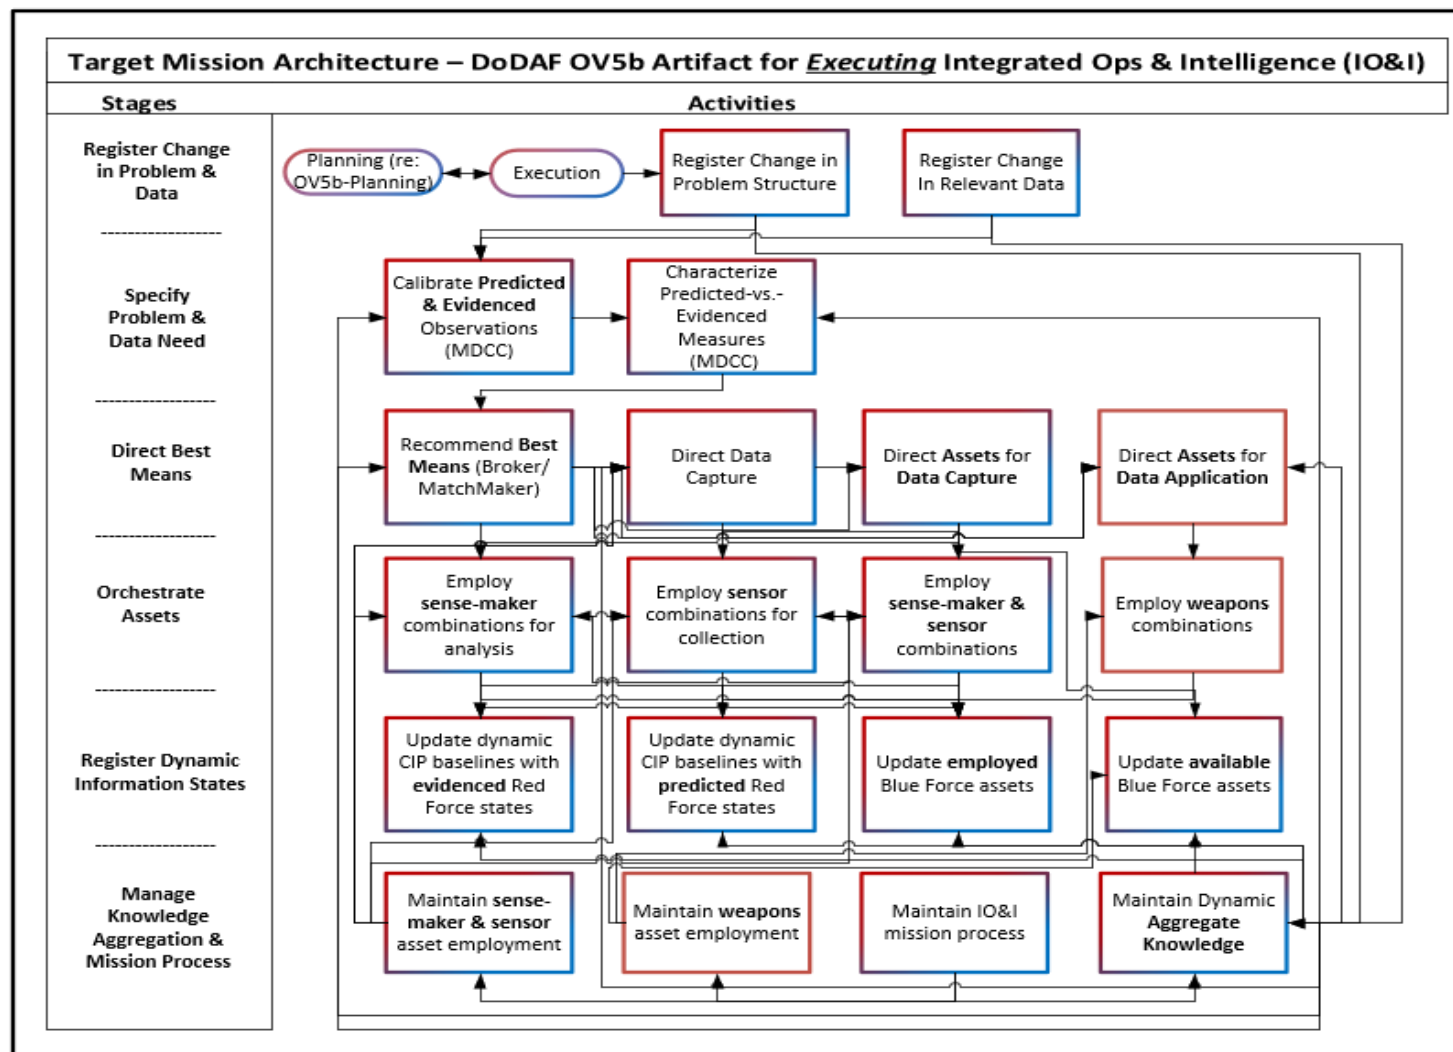 Target Mission Architecture – DoDAF OV5b Artifact for Executing Integrated Ops & Intelligence (IO&I)
Stages
Activities
Register Change
in Problem &
Data
Planning (re:
OV5b-Planning)
Execution
Register Change in
Problem Structure
Register Change
In Relevant Data
-------------------
Specify
Problem &
Data Need
Calibrate Predicted
& Evidenced
Observations
(MDCC)
Characterize
Predicted-vs.-
Evidenced
Measures
(MDCC)
-------------------
Direct Best
Means
Recommend Best
Means (Broker/
MatchMaker)
Direct Data
Capture
Direct Assets for
Data Capture
Direct Assets for
Data Application
-------------------
Orchestrate
Assets
Employ
sense-maker
combinations for
analysis
Employ sensor
combinations for
collection
Employ
sense-maker &
sensor
combinations
Employ weapons
combinations
-------------------
Register Dynamic
Information States
Update dynamic
CIP baselines with
evidenced Red
Force states
Update dynamic
CIP baselines with
predicted Red
Force states
Update employed
Blue Force assets
Update available
Blue Force assets
-------------------
Manage
Knowledge
Aggregation &
Mission Process
Maintain sense-
maker & sensor
asset employment
Maintain weapons
asset employment
Maintain IO&I
mission process
Maintain Dynamic
Aggregate
Knowledge